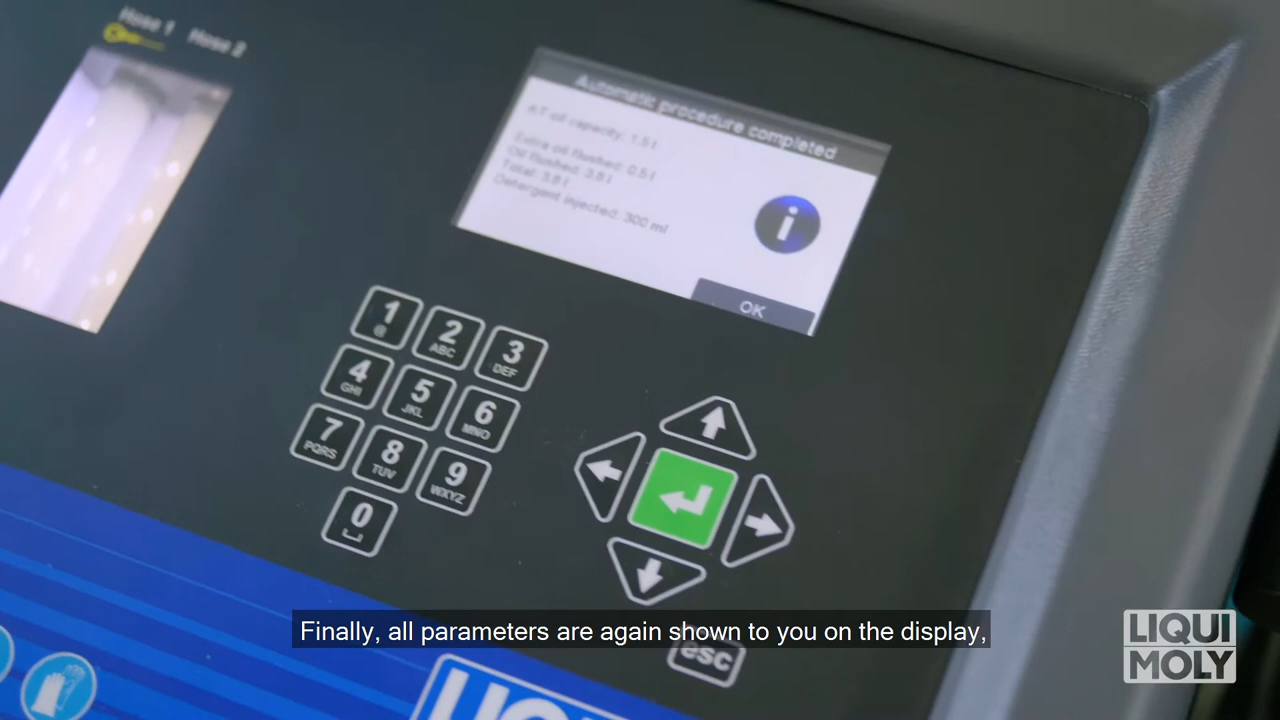 Hose 1 Hose 2
Automatic procedure completed
AT oil capacity: 1.5 l
Extra oil flushed: 0.5 l
Oil flushed: 3.8 l
Total: 3.8 l
Detergent injected: 300 ml
i
OK
1 @
2 ABC
3 DEF
4 GHI
5 JKL
6 MNO
7 PQRS
8 TUV
9 WXYZ
0
Finally, all parameters are again shown to you on the display,
esc
LIQUI
MOLY